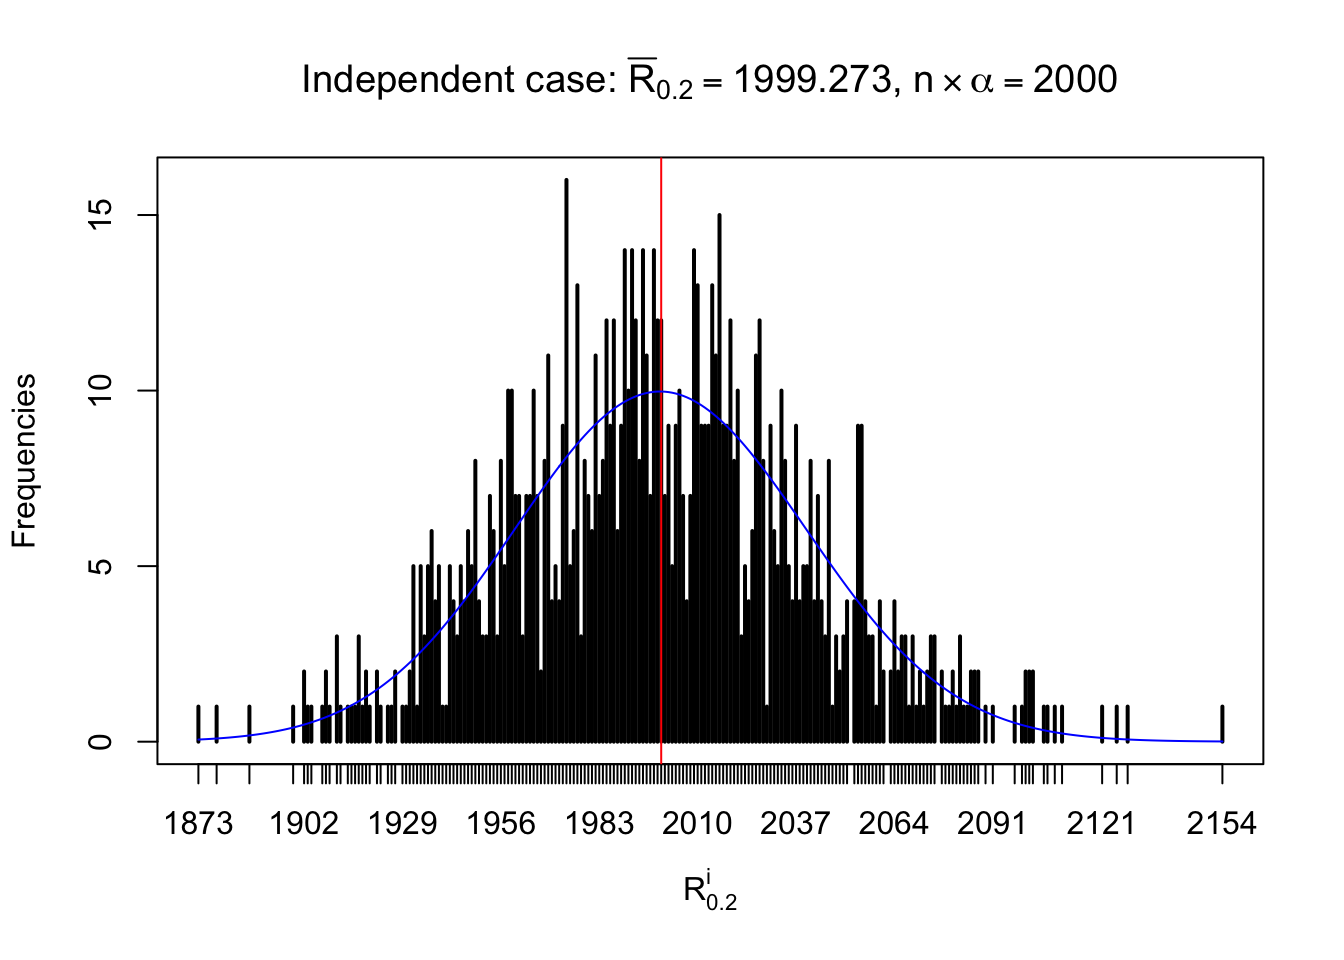 Independent case: R̅0.2 = 1999.273, n × α = 2000
Frequencies
15
10
5
0
1873 1902 1929 1956 1983 2010 2037 2064 2091 2121 2154
R^i_0.2